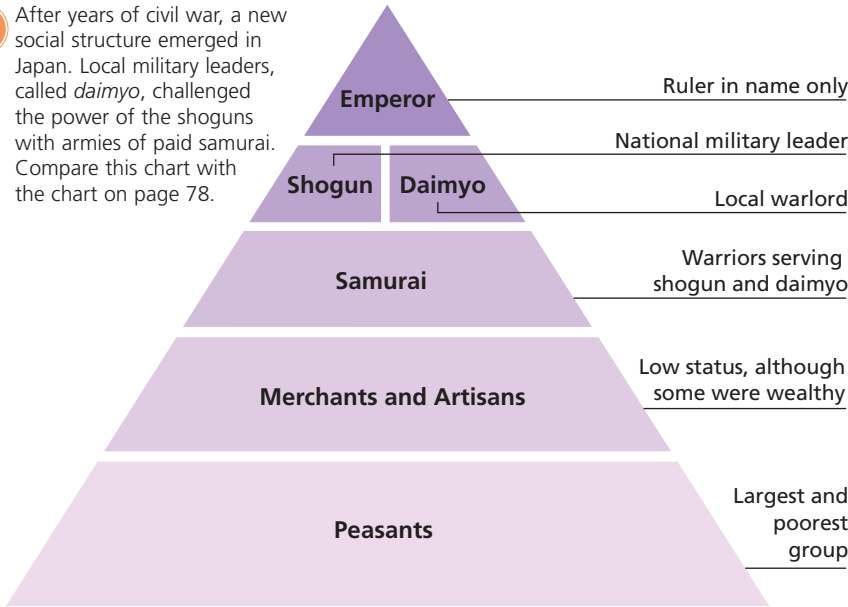 After years of civil war, a new
social structure emerged in
Japan. Local military leaders,
called daimyo, challenged
the power of the shoguns
with armies of paid samurai.
Compare this chart with
the chart on page 78.
Emperor
Ruler in name only
Shogun
National military leader
Daimyo
Local warlord
Samurai
Warriors serving
shogun and daimyo
Merchants and Artisans
Low status, although
some were wealthy
Peasants
Largest and
poorest
group